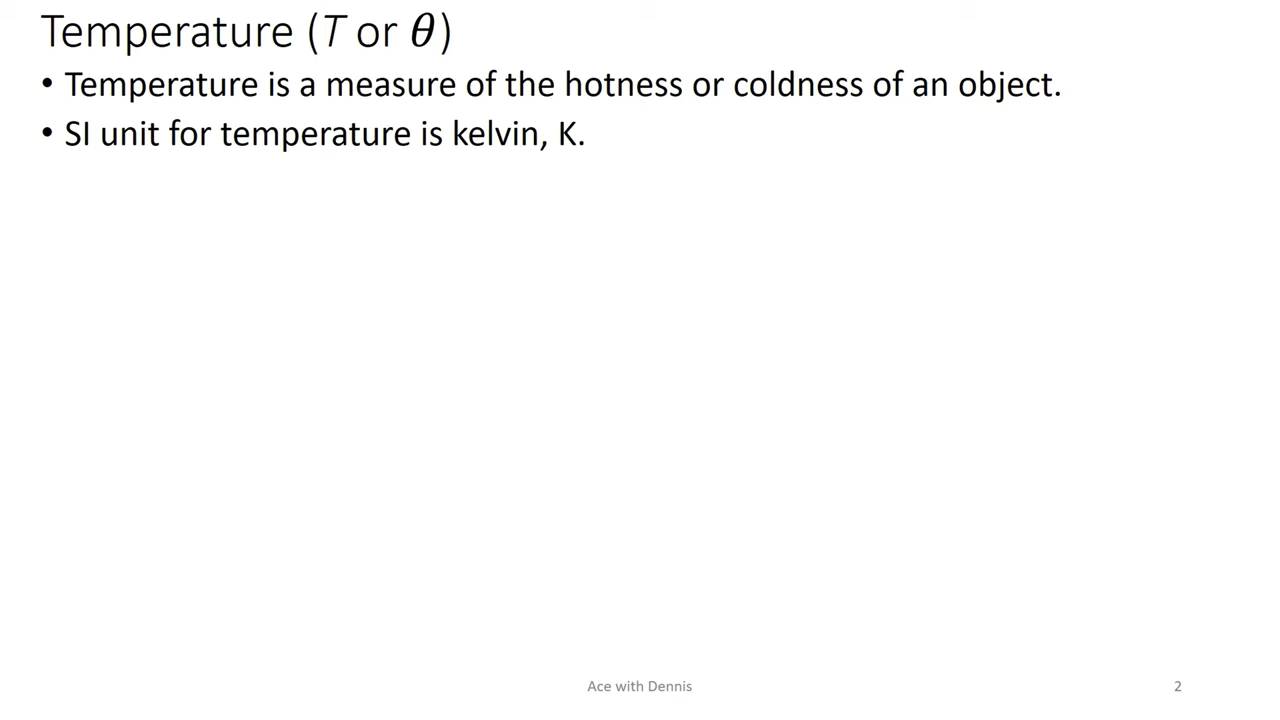 Temperature (T or θ)
• Temperature is a measure of the hotness or coldness of an object.
• SI unit for temperature is kelvin, K.
Ace with Dennis
2